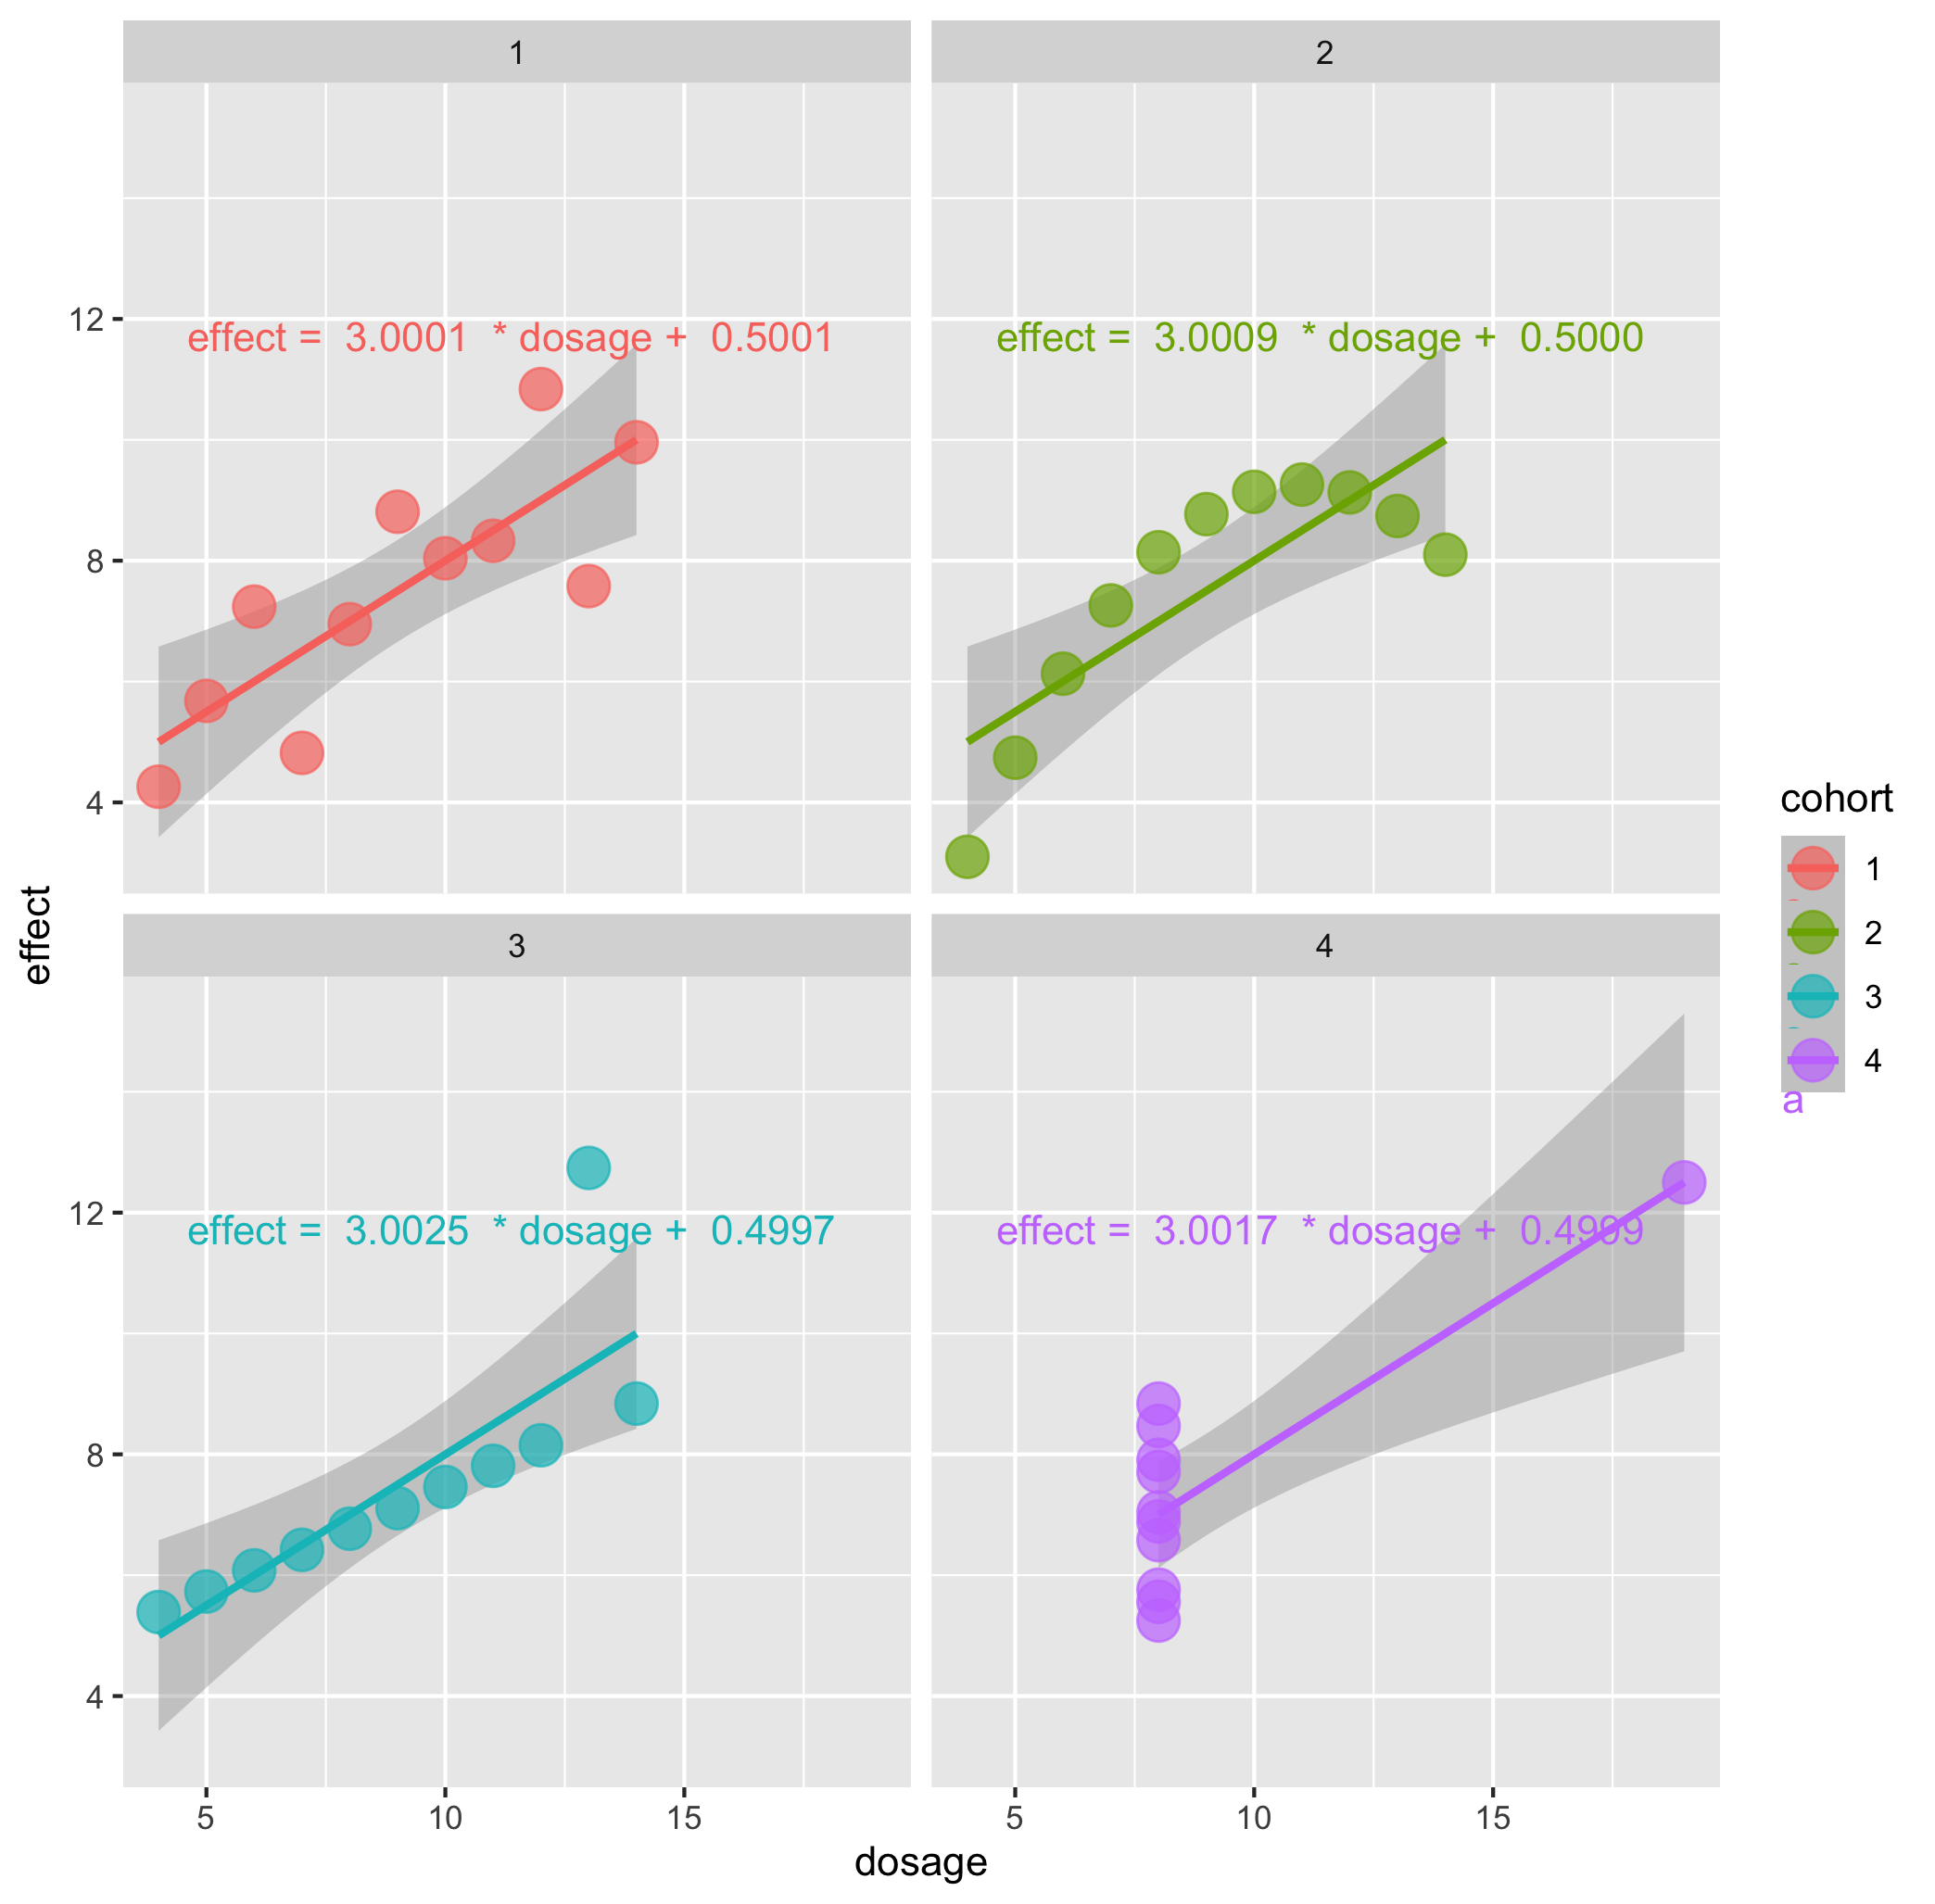 1
2
12
8
4
effect = 3.0001 * dosage + 0.5001
effect = 3.0009 * dosage + 0.5000
3
4
12
8
4
effect = 3.0025 * dosage + 0.4997
effect = 3.0017 * dosage + 0.4999
5
10
15
5
10
15
dosage
effect
cohort
1
2
3
4
a